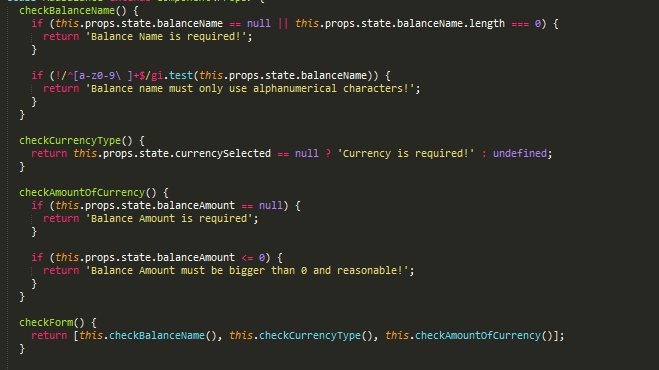 checkBalanceName() {
if (this.props.state.balanceName == null || this.props.state.balanceName.length === 0) {
return 'Balance Name is required!';
}
if (!/^[a-z0-9\ ]+$/gi.test(this.props.state.balanceName)) {
return 'Balance name must only use alphanumerical characters!';
}
}
checkCurrencyType() {
return this.props.state.currencySelected == null ? 'Currency is required!' : undefined;
}
checkAmountOfCurrency() {
if (this.props.state.balanceAmount == null) {
return 'Balance Amount is required';
}
if (this.props.state.balanceAmount <= 0) {
return 'Balance Amount must be bigger than 0 and reasonable!';
}
}
checkForm() {
return [this.checkBalanceName(), this.checkCurrencyType(), this.checkAmountOfCurrency()];
}